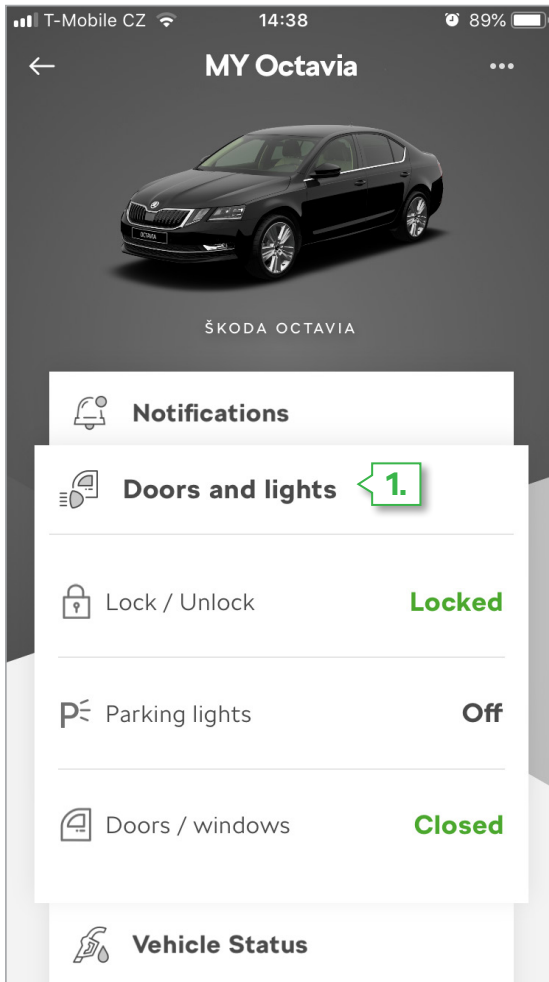 T-Mobile CZ 14:38 89%
MY Octavia
OCTAVIA
ŠKODA OCTAVIA
Notifications
Doors and lights 1.
Lock / Unlock Locked
P Parking lights Off
Doors / windows Closed
Vehicle Status